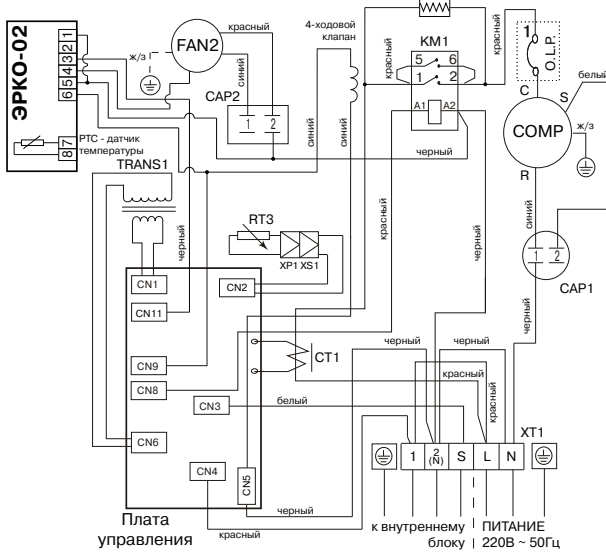 ЭРКО-02
1
2
3
4
5
6
7
8
РТС - датчик
температуры
ж/з
FAN2
красный
синий
CAP2
1 2
4-ходовой
клапан
синий
синий
красный
KM1
5 6
1 2
A1 A2
черный
красный
1
O.L.P.
C
S
белый
COMP
ж/з
R
синий
1 2
CAP1
черный
TRANS1
черный
RT3
XP1 XS1
CN1
CN2
CN11
CN9
CN8
CN3
CN6
CN4
CN5
CT1
красный
черный
черный
черный
красный
красный
белый
черный
красный
XT1
1 2 (N) S L N
Плата
управления
к внутреннему
блоку
ПИТАНИЕ
220В ~ 50Гц